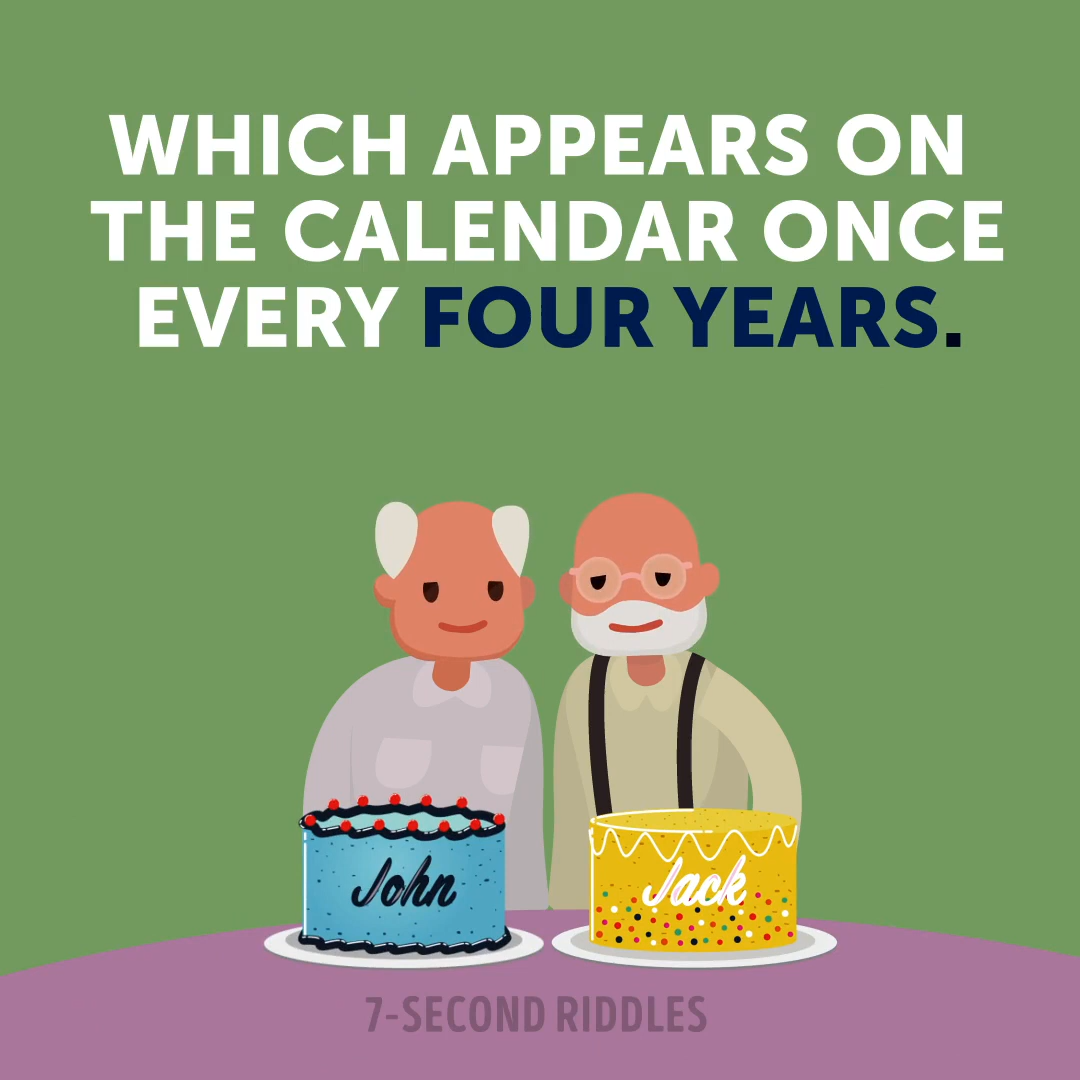 WHICH APPEARS ON
THE CALENDAR ONCE
EVERY FOUR YEARS.
John
Jack
7-SECOND RIDDLES